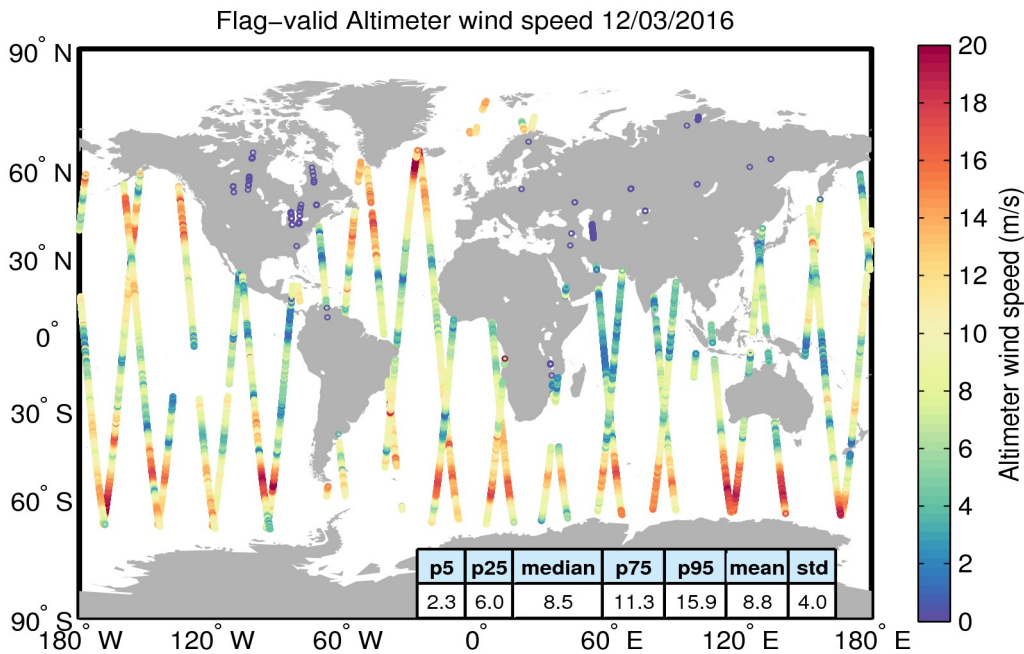 Flag−valid Altimeter wind speed 12/03/2016
90° N
60° N
30° N
0°
30° S
60° S
90° S
180° W
120° W
60° W
0°
60° E
120° E
180° E
p5 p25 median p75 p95 mean std
2.3 6.0 8.5 11.3 15.9 8.8 4.0
20
18
16
14
12
10
8
6
4
2
0
Altimeter wind speed (m/s)